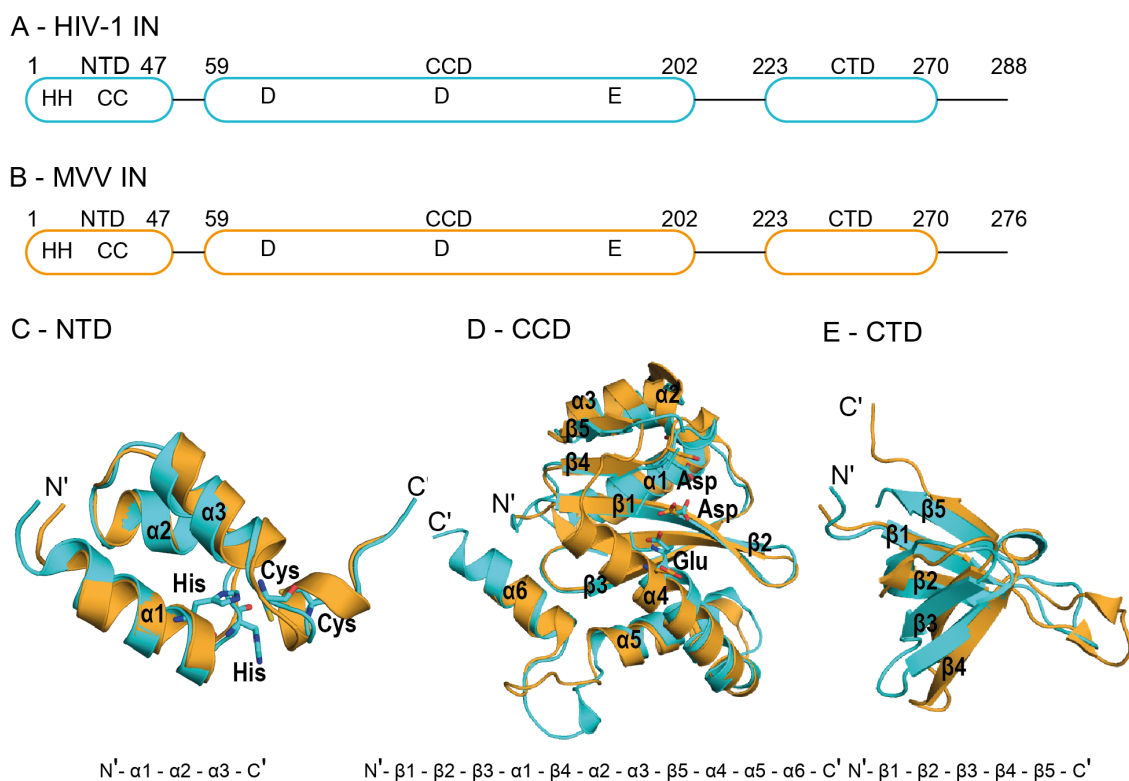 A - HIV-1 IN
1 NTD 47 59 CCD 202 223 CTD 270 288
HH CC D D E
B - MVV IN
1 NTD 47 59 CCD 202 223 CTD 270 276
HH CC D D E
C - NTD
N'
C'
α3
α2
His
Cys
α1
Cys
His
D - CCD
α2
α3
β5
β4
α1
Asp
N'
β1
Asp
C'
β2
Glu
β3
α6
α4
α5
E - CTD
C'
N'
β5
β1
β2
β3
β4
N'- α1 - α2 - α3 - C'
N'- β1 - β2 - β3 - α1 - β4 - α2 - α3 - β5 - α4 - α5 - α6 - C'
N'- β1 - β2 - β3 - β4 - β5 - C'